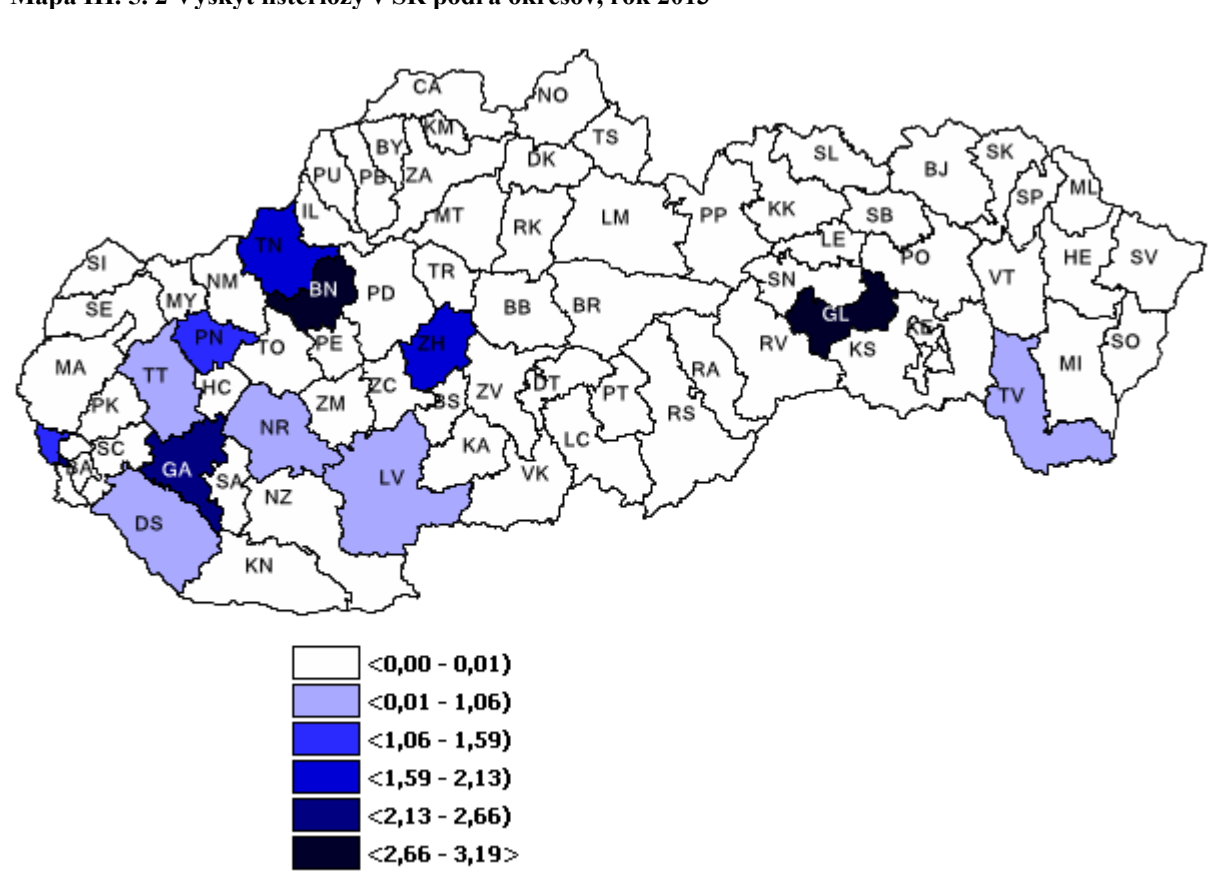 Mapa III. 5. 2 Výskyt listeriózy v SR podľa okresov, rok 2015
CA
NO
KM
TS
BY
DK
SL
SK
BJ
PU
PB
ZA
ML
SP
IL
MT
RK
LM
PP
KK
SB
TN
LE
PO
HE
SV
SI
NM
BN
PD
TR
SN
VT
SE
MY
BB
BR
GL
PN
TO
PE
ZH
RV
KS
KE
SO
MA
TT
HC
ZC
ZV
DT
PT
RA
MI
PK
ZM
BS
RS
TV
NR
KA
LC
SC
BA
GA
SA
LV
VK
NZ
DS
KN
<0,00 - 0,01)
<0,01 - 1,06)
<1,06 - 1,59)
<1,59 - 2,13)
<2,13 - 2,66)
<2,66 - 3,19>